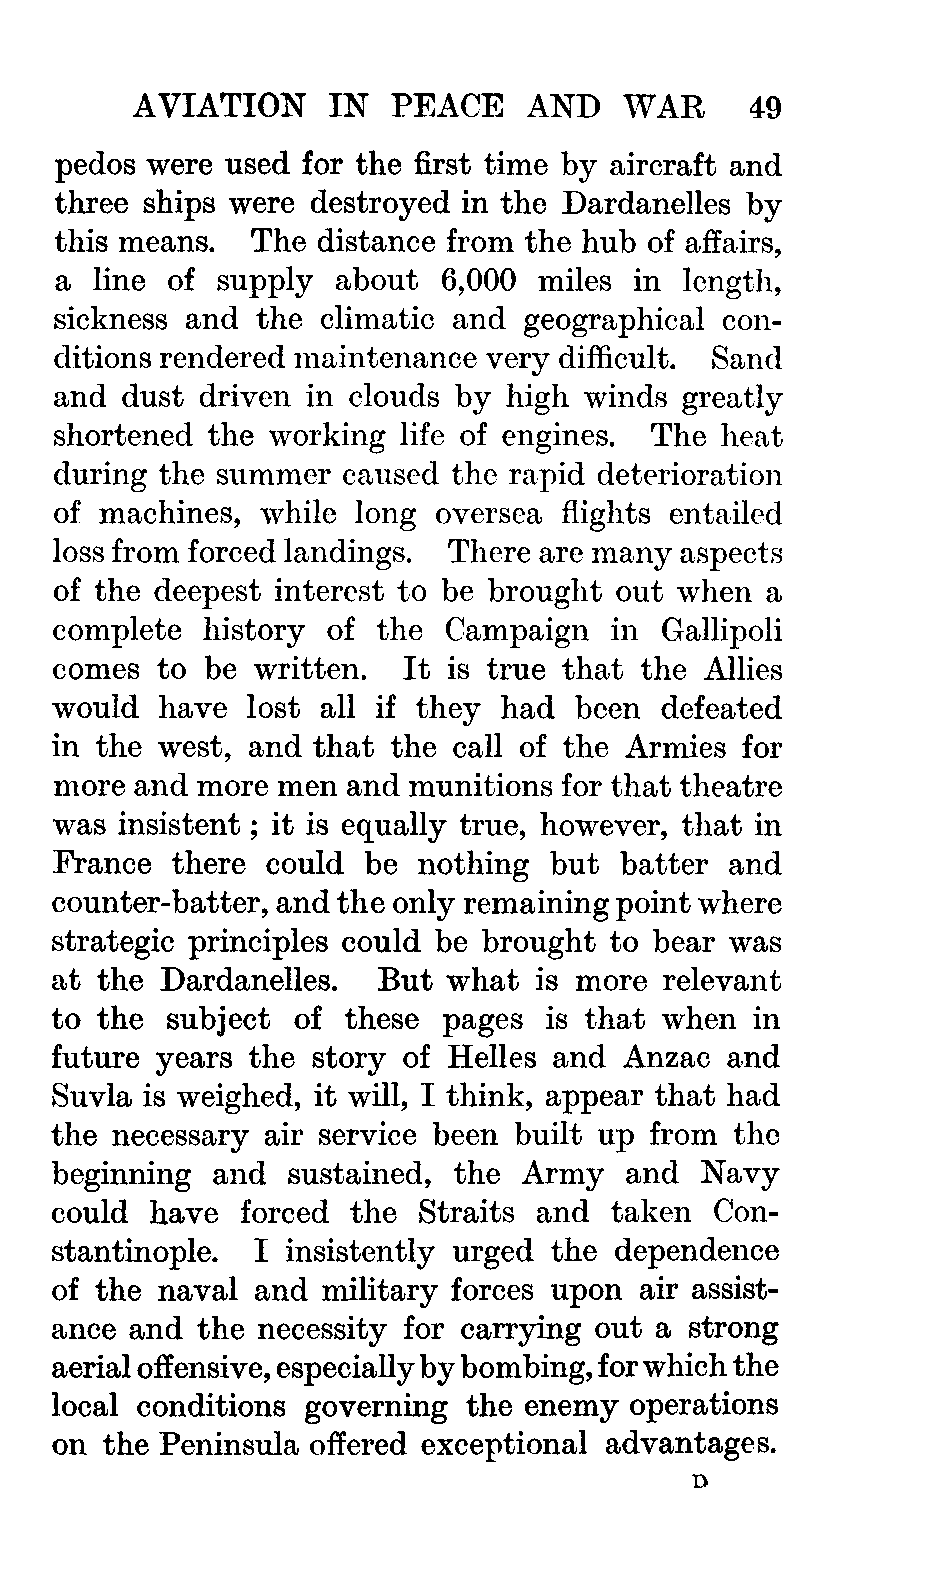 AVIATION IN PEACE AND WAR 49
pedos were used for the first time by aircraft and
three ships were destroyed in the Dardanelles by
this means. The distance from the hub of affairs,
a line of supply about 6,000 miles in length,
sickness and the climatic and geographical con-
ditions rendered maintenance very difficult. Sand
and dust driven in clouds by high winds greatly
shortened the working life of engines. The heat
during the summer caused the rapid deterioration
of machines, while long oversea flights entailed
loss from forced landings. There are many aspects
of the deepest interest to be brought out when a
complete history of the Campaign in Gallipoli
comes to be written. It is true that the Allies
would have lost all if they had been defeated
in the west, and that the call of the Armies for
more and more men and munitions for that theatre
was insistent ; it is equally true, however, that in
France there could be nothing but batter and
counter-batter, and the only remaining point where
strategic principles could be brought to bear was
at the Dardanelles. But what is more relevant
to the subject of these pages is that when in
future years the story of Helles and Anzac and
Suvla is weighed, it will, I think, appear that had
the necessary air service been built up from the
beginning and sustained, the Army and Navy
could have forced the Straits and taken Con-
stantinople. I insistently urged the dependence
of the naval and military forces upon air assist-
ance and the necessity for carrying out a strong
aerial offensive, especially by bombing, for which the
local conditions governing the enemy operations
on the Peninsula offered exceptional advantages.
D